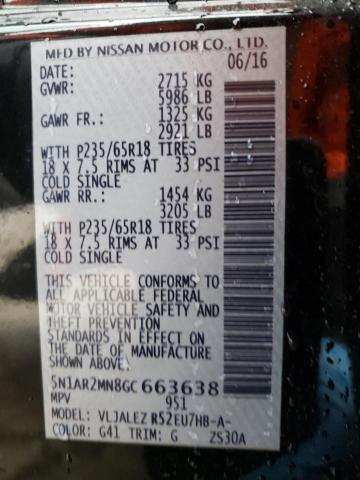 MFD BY NISSAN MOTOR CO., LTD.
DATE: 06/16
GVWR: 2715 KG
5986 LB
GAWR FR.: 1325 KG
2921 LB
WITH P235/65R18 TIRES
18 X 7.5 RIMS AT 33 PSI
COLD SINGLE
GAWR RR.: 1454 KG
3205 LB
WITH P235/65R18 TIRES
18 X 7.5 RIMS AT 33 PSI
COLD SINGLE
THIS VEHICLE CONFORMS TO
ALL APPLICABLE FEDERAL
MOTOR VEHICLE SAFETY AND
THEFT PREVENTION
STANDARDS IN EFFECT ON
THE DATE OF MANUFACTURE
SHOWN ABOVE.
5N1AR2MN8GC663638
MPV 951
MODEL: VLJALEZ R52EU7HB-A-
COLOR: G41 TRIM: G ZS30A